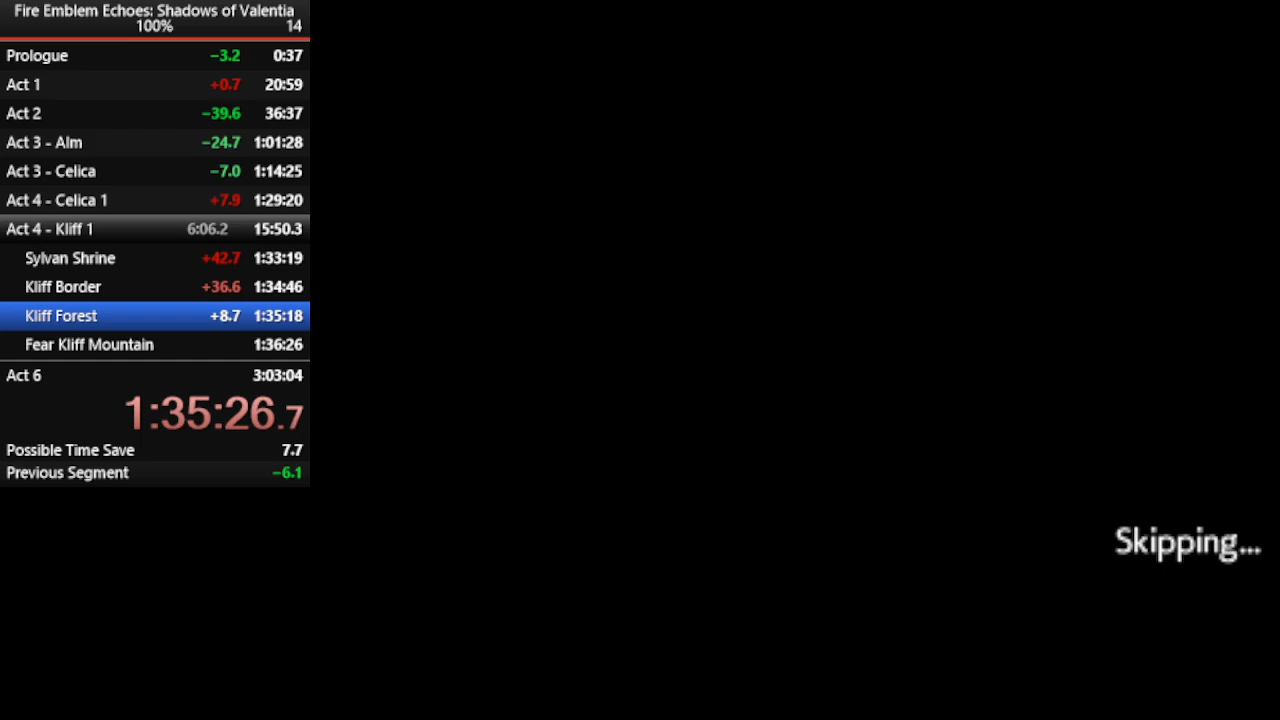 Fire Emblem Echoes: Shadows of Valentia
100% 14
Prologue −3.2 0:37
Act 1 +0.7 20:59
Act 2 −39.6 36:37
Act 3 - Alm −24.7 1:01:28
Act 3 - Celica −7.0 1:14:25
Act 4 - Celica 1 +7.9 1:29:20
Act 4 - Kliff 1 6:06.2 15:50.3
Sylvan Shrine +42.7 1:33:19
Kliff Border +36.6 1:34:46
Kliff Forest +8.7 1:35:18
Fear Kliff Mountain 1:36:26
Act 6 3:03:04
1:35:26.7
Possible Time Save 7.7
Previous Segment −6.1
Skipping...